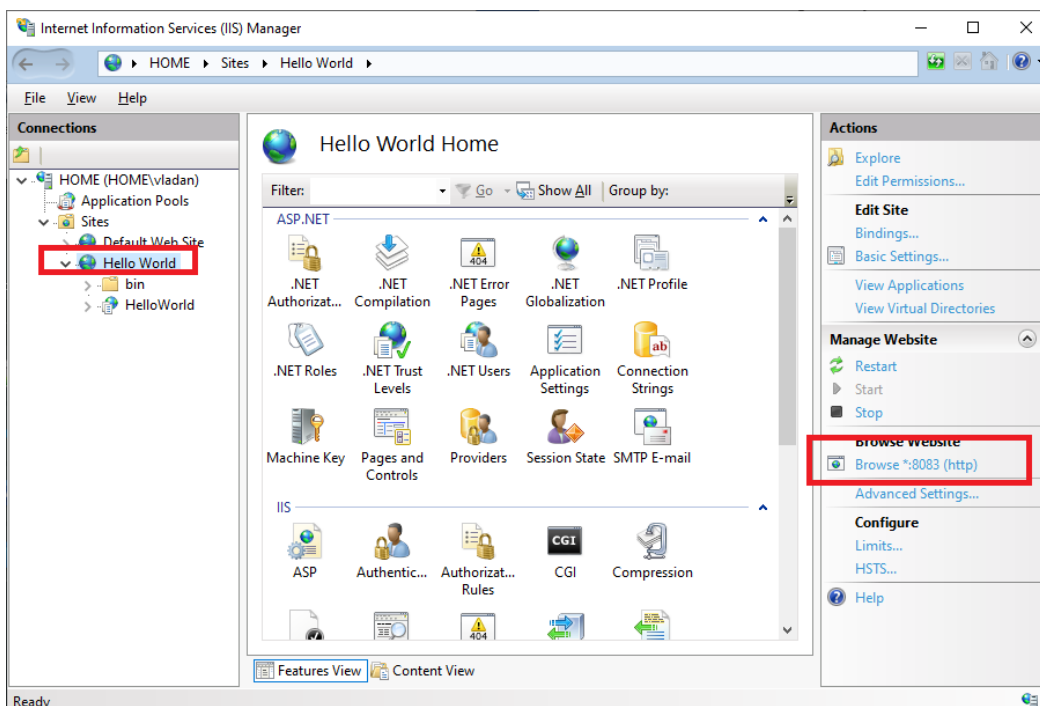 Internet Information Services (IIS) Manager
HOME Sites Hello World
File View Help
Connections
HOME (HOME\vladan)
Application Pools
Sites
Default Web Site
Hello World
bin
HelloWorld
Hello World Home
Filter: Go Show All Group by:
ASP.NET
.NET Authorizat...
.NET Compilation
.NET Error Pages
.NET Globalization
.NET Profile
.NET Roles
.NET Trust Levels
.NET Users
Application Settings
Connection Strings
Machine Key
Pages and Controls
Providers
Session State
SMTP E-mail
IIS
ASP
Authentic...
Authorizat... Rules
CGI
Compression
Features View Content View
Actions
Explore
Edit Permissions...
Edit Site
Bindings...
Basic Settings...
View Applications
View Virtual Directories
Manage Website
Restart
Start
Stop
Browse Website
Browse *:8083 (http)
Advanced Settings...
Configure
Limits...
HSTS...
Help
Ready